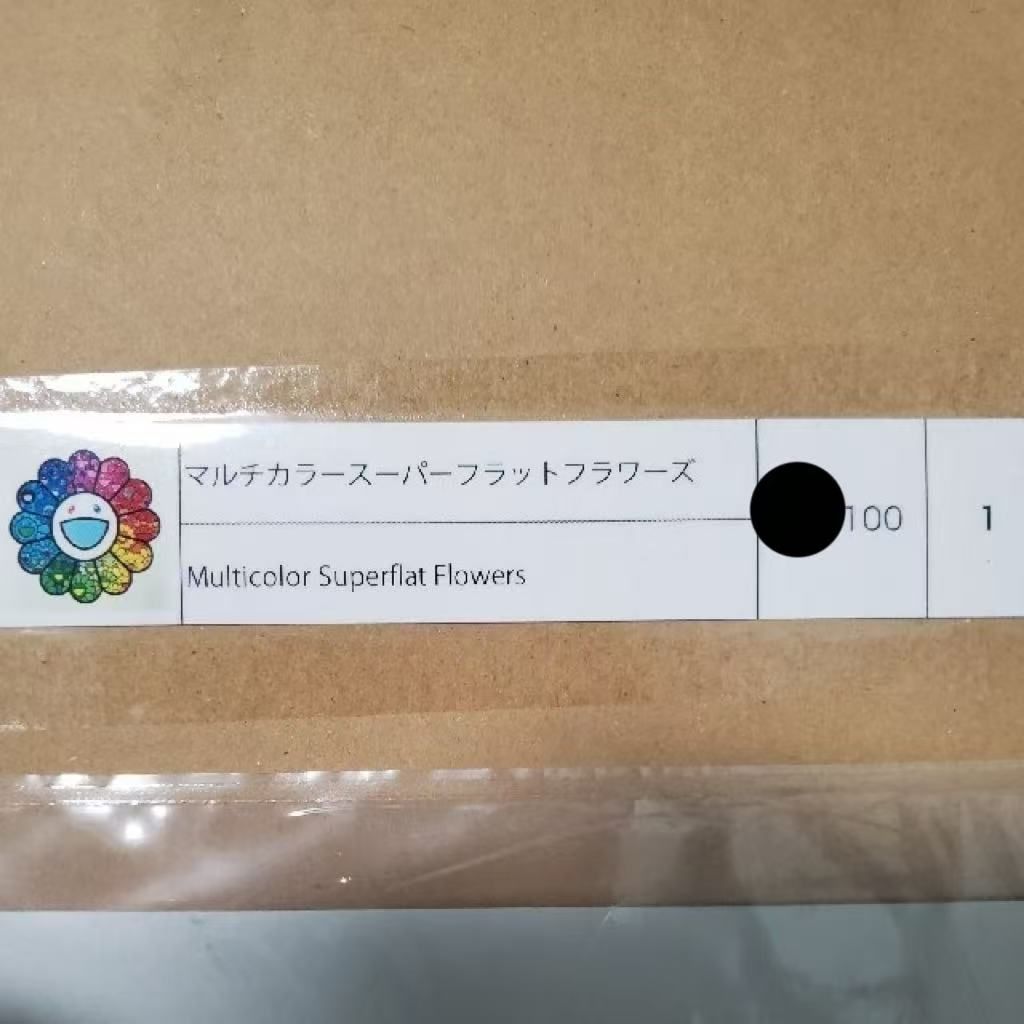 マルチカラースーパーフラットフラワーズ
Multicolor Superflat Flowers
100
1